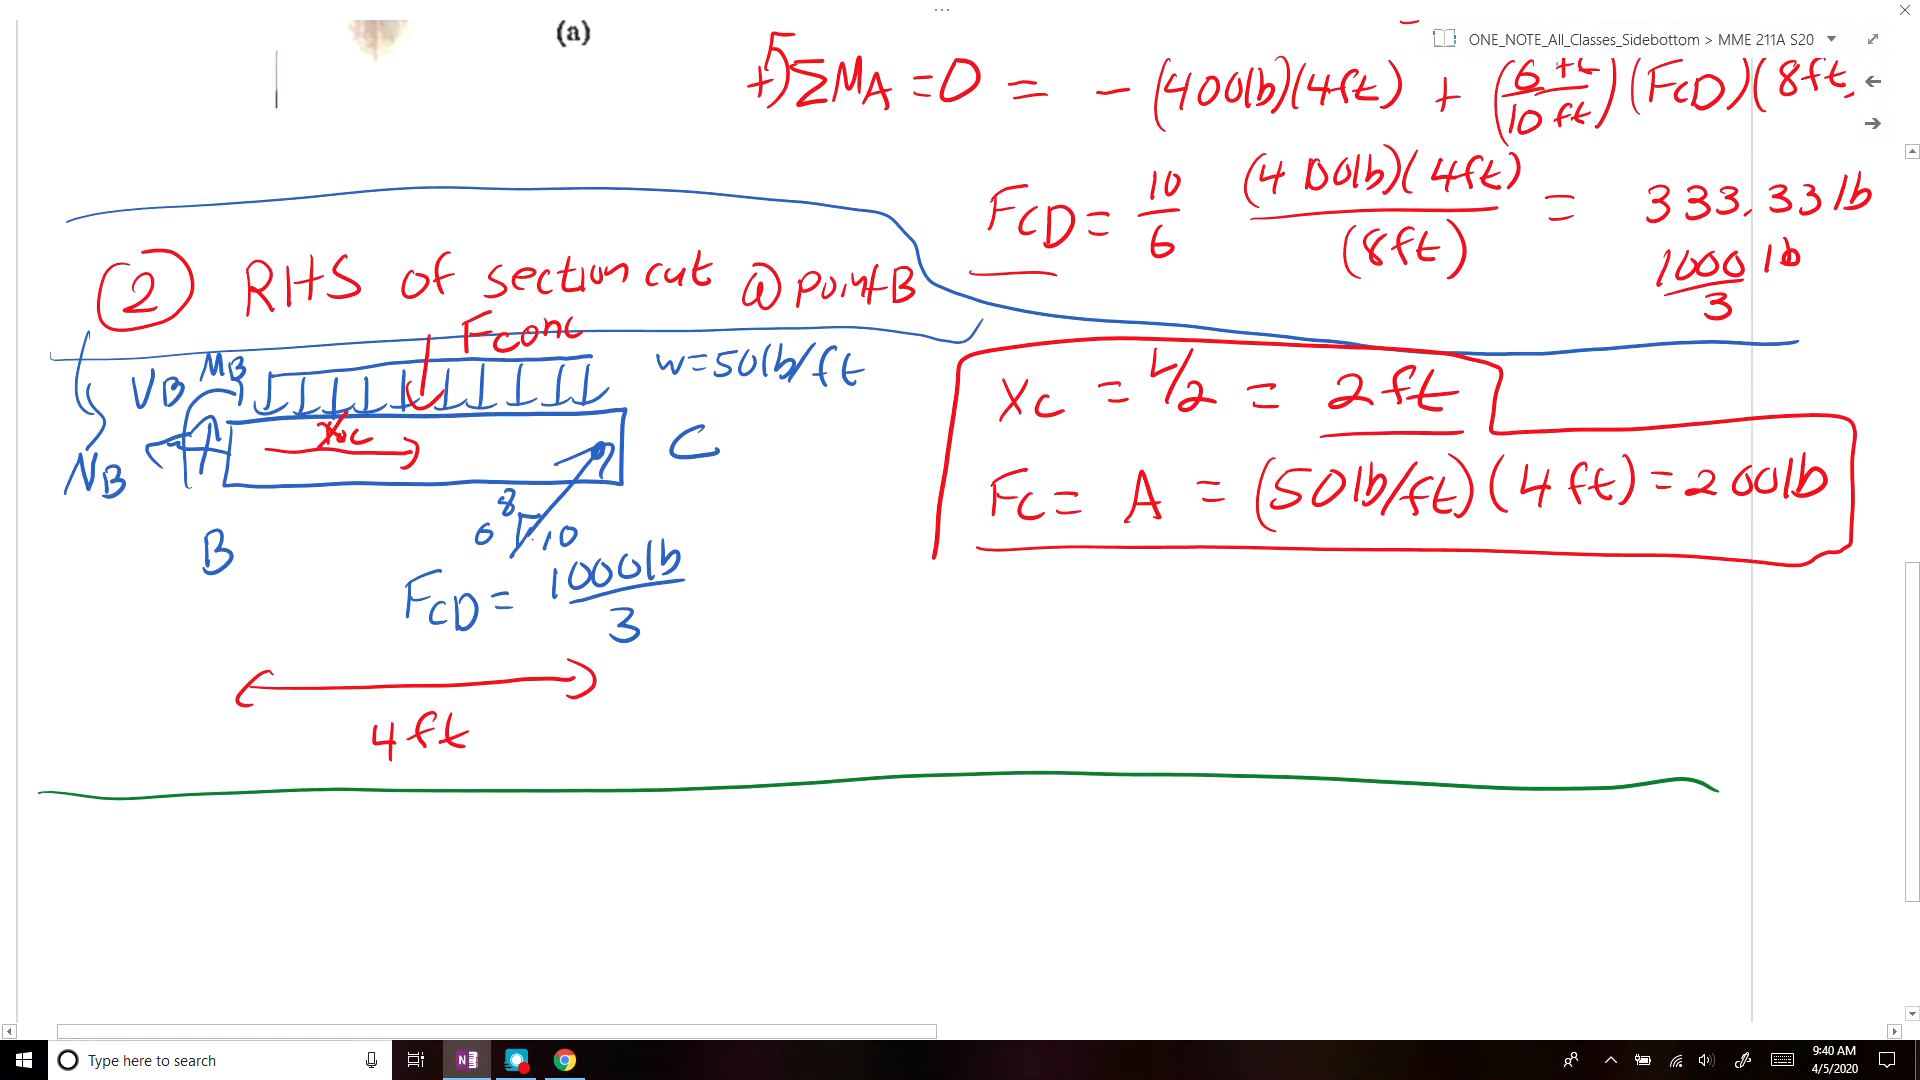 (a)
ONE_NOTE_All_Classes_Sidebottom > MME 211A S20
+ΣMA = 0 = - (400lb)(4ft) + (6 ft/10 ft)(FCD)(8ft
FCD = 10/6 (400lb)(4ft)/(8ft) = 333.33 lb
1000/3 lb
2 RHS of section cut @ point B
Fconc
w=50lb/ft
MB
VB
Xc
NB
C
B
8
6
10
FCD = 1000lb/3
4ft
Xc = L/2 = 2ft
Fc = A = (50lb/ft)(4ft) = 200lb
Type here to search
9:40 AM
4/5/2020